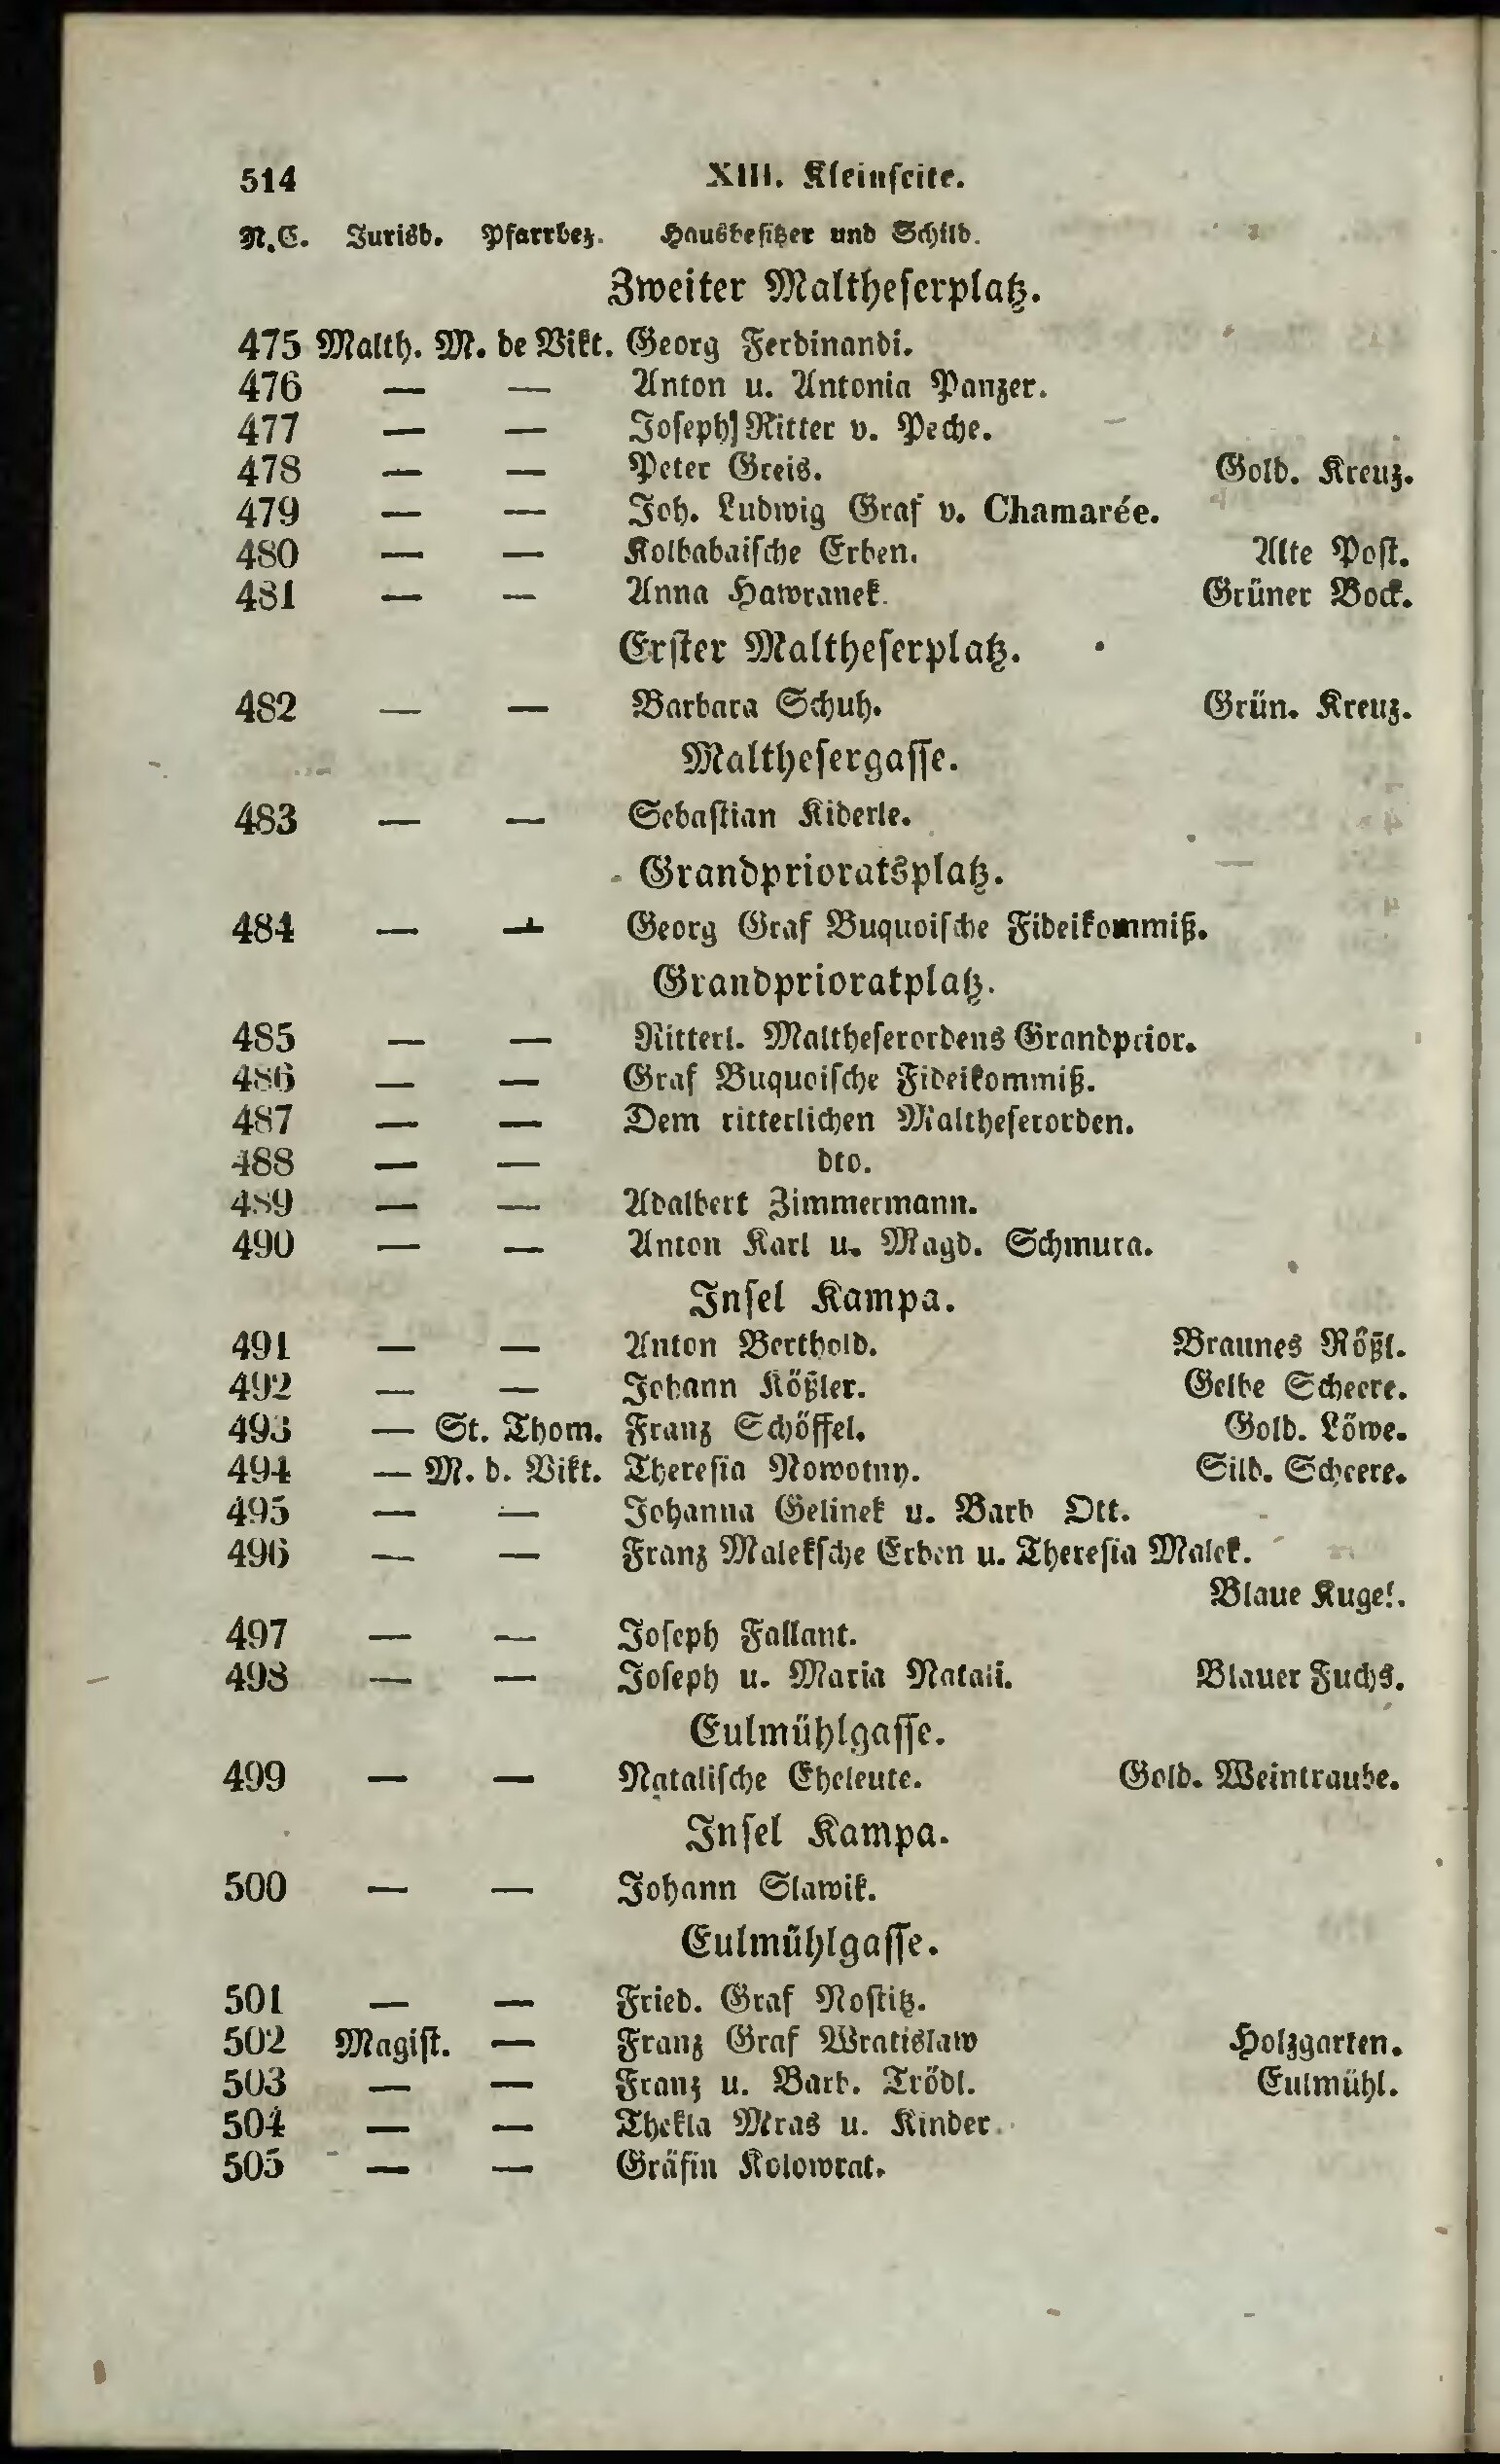 514 XIII. Kleinseite.
N.C. Jurisd. Pfarrbez. Hausbesitzer und Schild.
Zweiter Maltheserplatz.
475 Malth. M. de Vikt. Georg Ferdinandi.
476 — — Anton u. Antonia Panzer.
477 — — Joseph] Ritter v. Peche.
478 — — Peter Greis. Gold. Kreuz.
479 — — Joh. Ludwig Graf v. Chamarée.
480 — — Kolbabaische Erben. Alte Post.
481 — — Anna Hawranek. Grüner Bock.
Erster Maltheserplatz.
482 — — Barbara Schuh. Grün. Kreuz.
Malthesergasse.
483 — — Sebastian Kiderle.
Grandprioratsplatz.
484 — — Georg Graf Buquoische Fideikommiß.
Grandprioratplatz.
485 — — Ritterl. Maltheserordens Grandprior.
486 — — Graf Buquoische Fideikommiß.
487 — — Dem ritterlichen Maltheserorden.
488 — — dto.
489 — — Adalbert Zimmermann.
490 — — Anton Karl u. Magd. Schmura.
Insel Kampa.
491 — — Anton Berthold. Braunes Rößl.
492 — — Johann Kößler. Gelbe Scheere.
493 — St. Thom. Franz Schöffel. Gold. Löwe.
494 — M. d. Vikt. Theresia Nowotny. Silb. Scheere.
495 — — Johanna Gelinek u. Barb Ott.
496 — — Franz Maleksche Erben u. Theresia Malek.
Blaue Kugel.
497 — — Joseph Fallant.
498 — — Joseph u. Maria Natali. Blauer Fuchs.
Eulmühlgasse.
499 — — Natalische Eheleute. Gold. Weintraube.
Insel Kampa.
500 — — Johann Slawik.
Eulmühlgasse.
501 — — Fried. Graf Nostitz.
502 Magist. — Franz Graf Wratislaw Holzgarten.
503 — — Franz u. Barb. Trödl. Eulmühl.
504 — — Thekla Mras u. Kinder.
505 — — Gräfin Kolowrat.